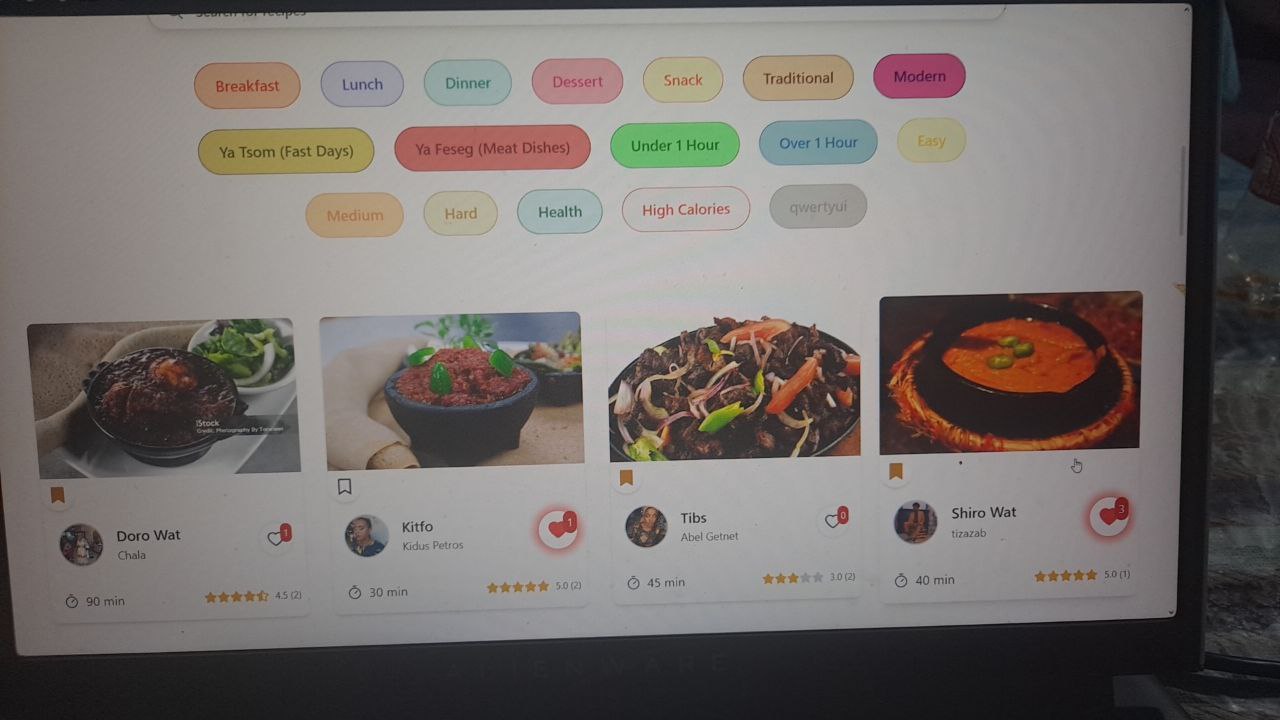 Search for recipes
Breakfast Lunch Dinner Dessert Snack Traditional Modern
Ya Tsom (Fast Days) Ya Feseg (Meat Dishes) Under 1 Hour Over 1 Hour Easy
Medium Hard Health High Calories qwertyui
iStock
Credit: Photography By Tonelson
Doro Wat
Chala
1
90 min
4.5 (2)
Kitfo
Kidus Petros
1
30 min
5.0 (2)
Tibs
Abel Getnet
0
45 min
3.0 (2)
Shiro Wat
tizazab
3
40 min
5.0 (1)
ALIENWARE